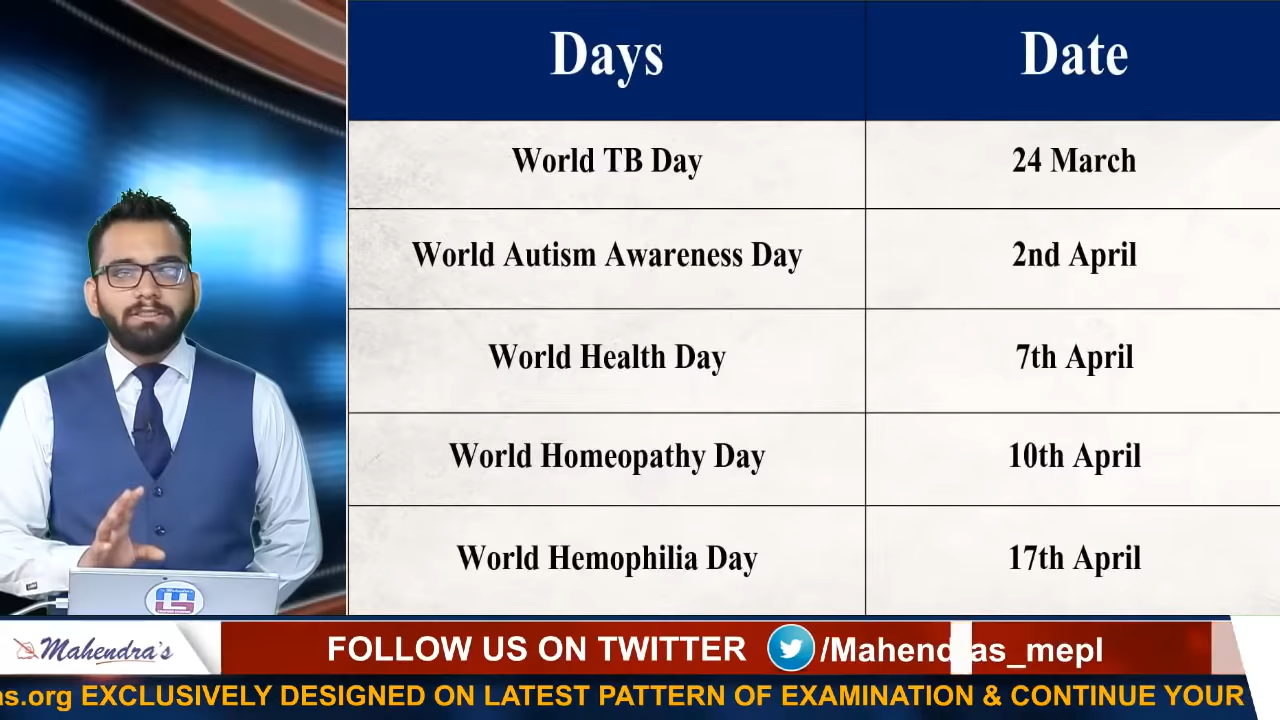 Days Date
World TB Day 24 March
World Autism Awareness Day 2nd April
World Health Day 7th April
World Homeopathy Day 10th April
World Hemophilia Day 17th April
Mahendra's FOLLOW US ON TWITTER /Mahend as_mepl
as.org EXCLUSIVELY DESIGNED ON LATEST PATTERN OF EXAMINATION & CONTINUE YOUR